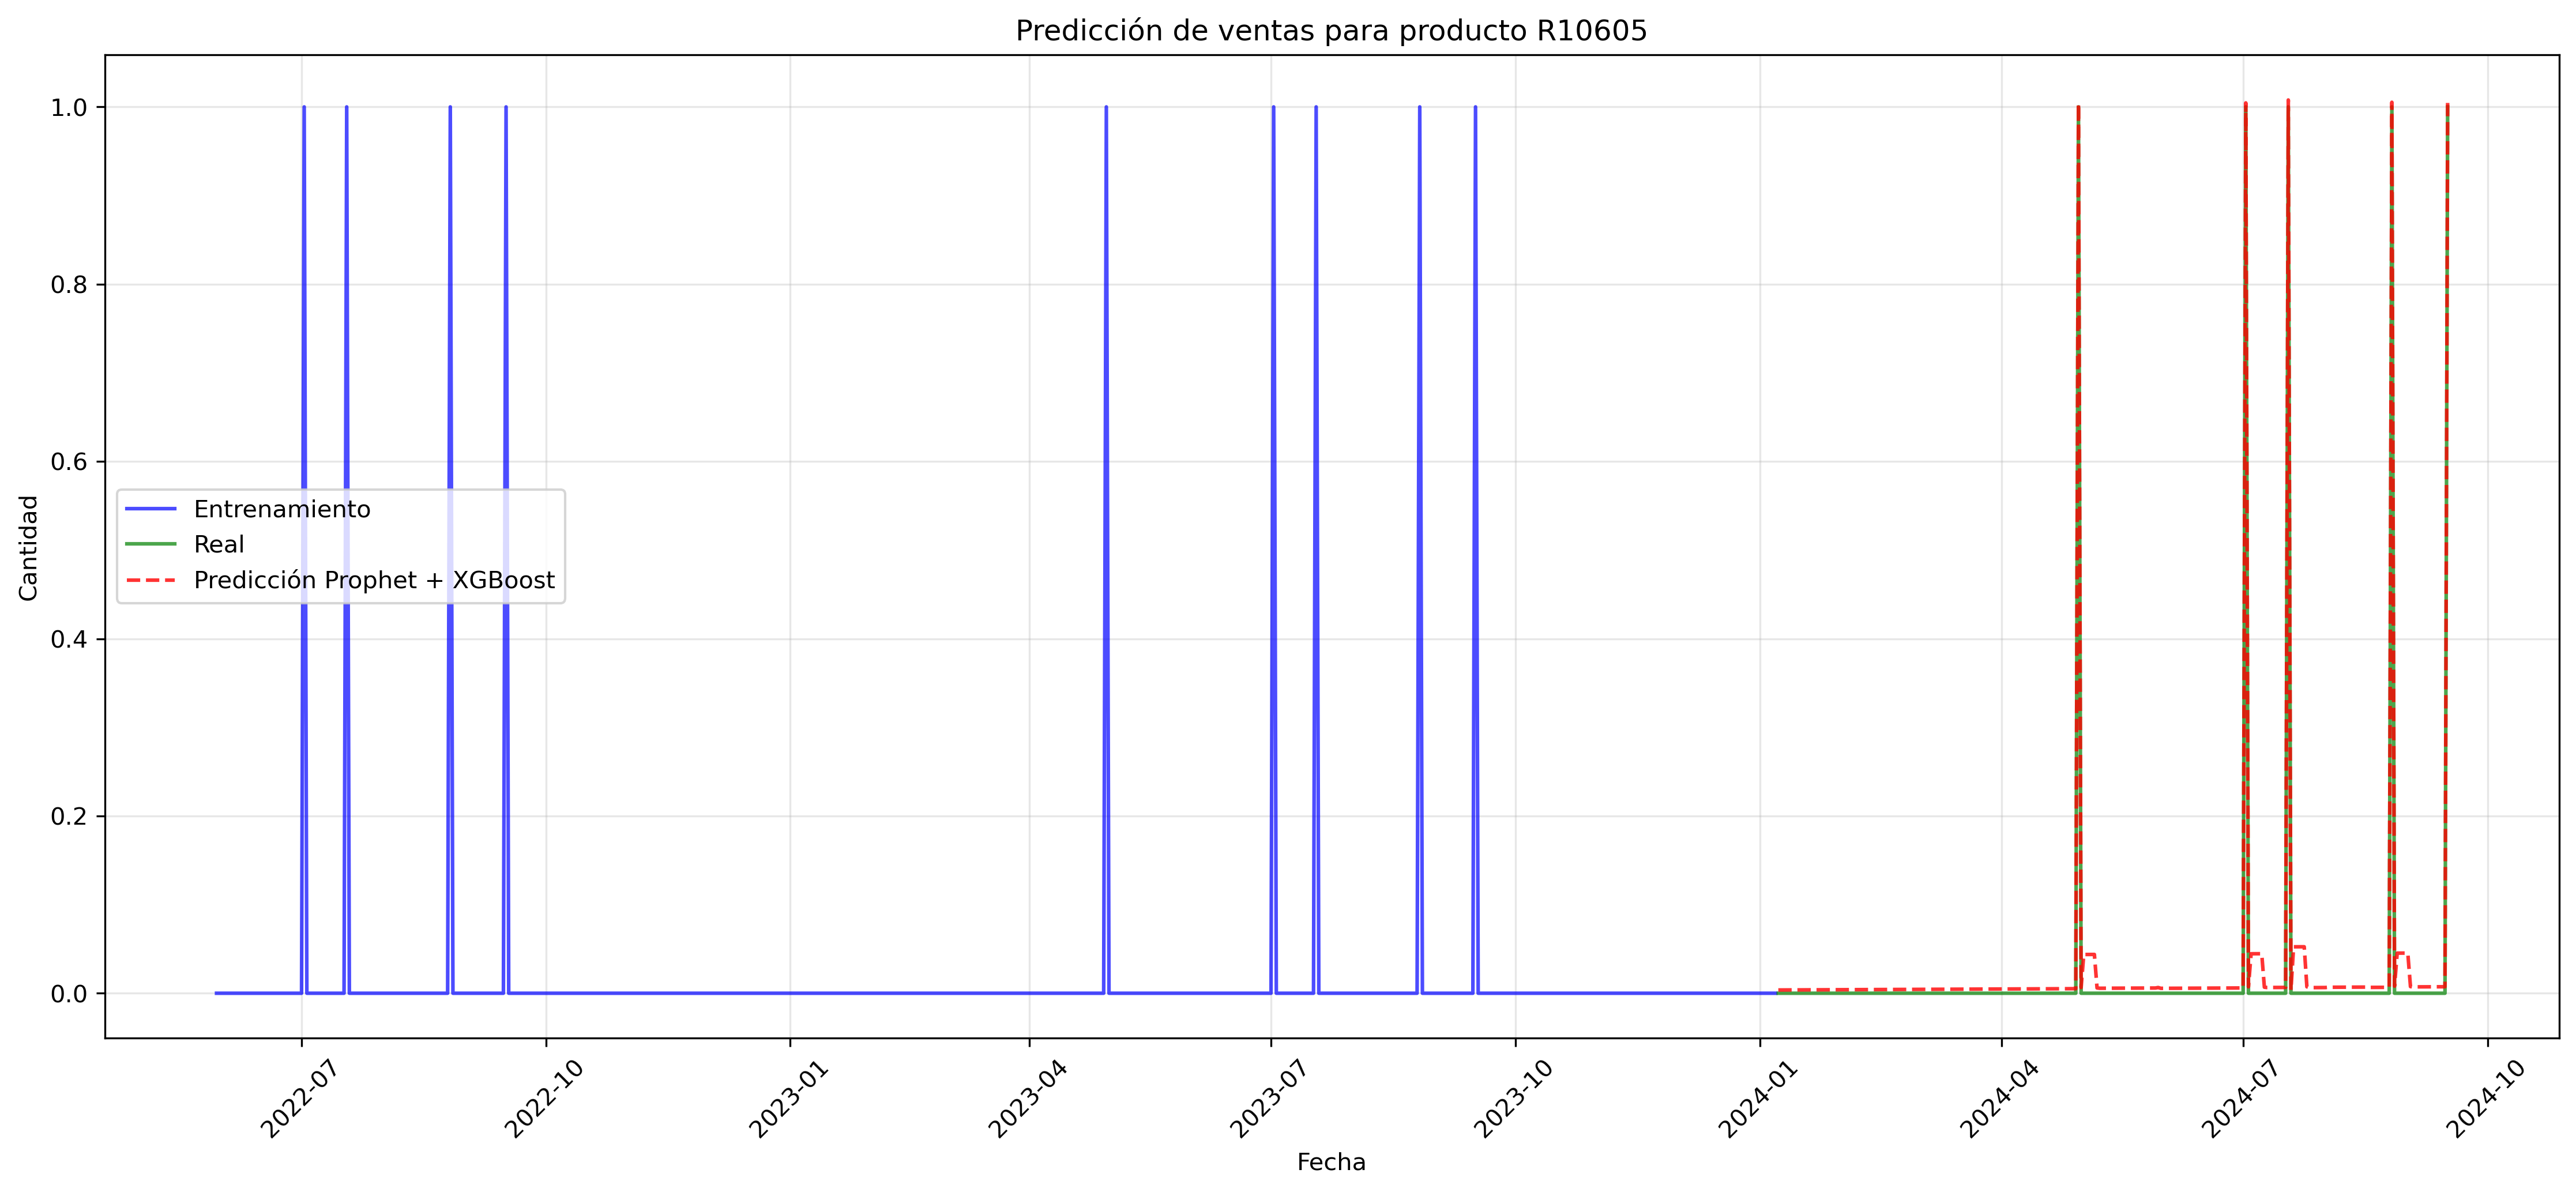 Predicción de ventas para producto R10605
Cantidad
1.0
0.8
0.6
0.4
0.2
0.0
Entrenamiento
Real
Predicción Prophet + XGBoost
2022-07
2022-10
2023-01
2023-04
2023-07
2023-10
2024-01
2024-04
2024-07
2024-10
Fecha